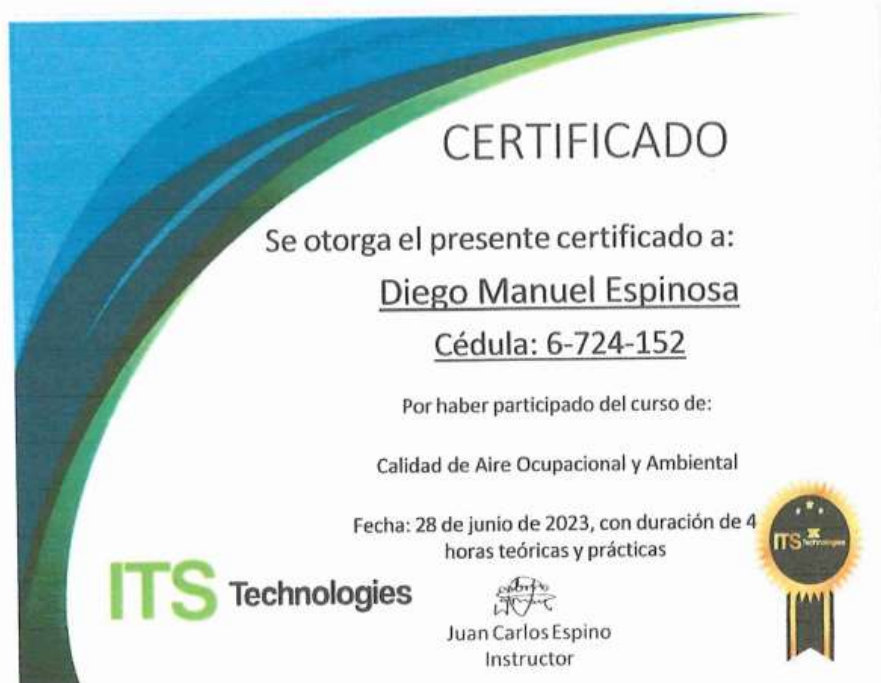 CERTIFICADO
Se otorga el presente certificado a:
Diego Manuel Espinosa
Cédula: 6-724-152
Por haber participado del curso de:
Calidad de Aire Ocupacional y Ambiental
Fecha: 28 de junio de 2023, con duración de 4
horas teóricas y prácticas
ITS Technologies
ITS Technologies
Juan Carlos Espino
Instructor